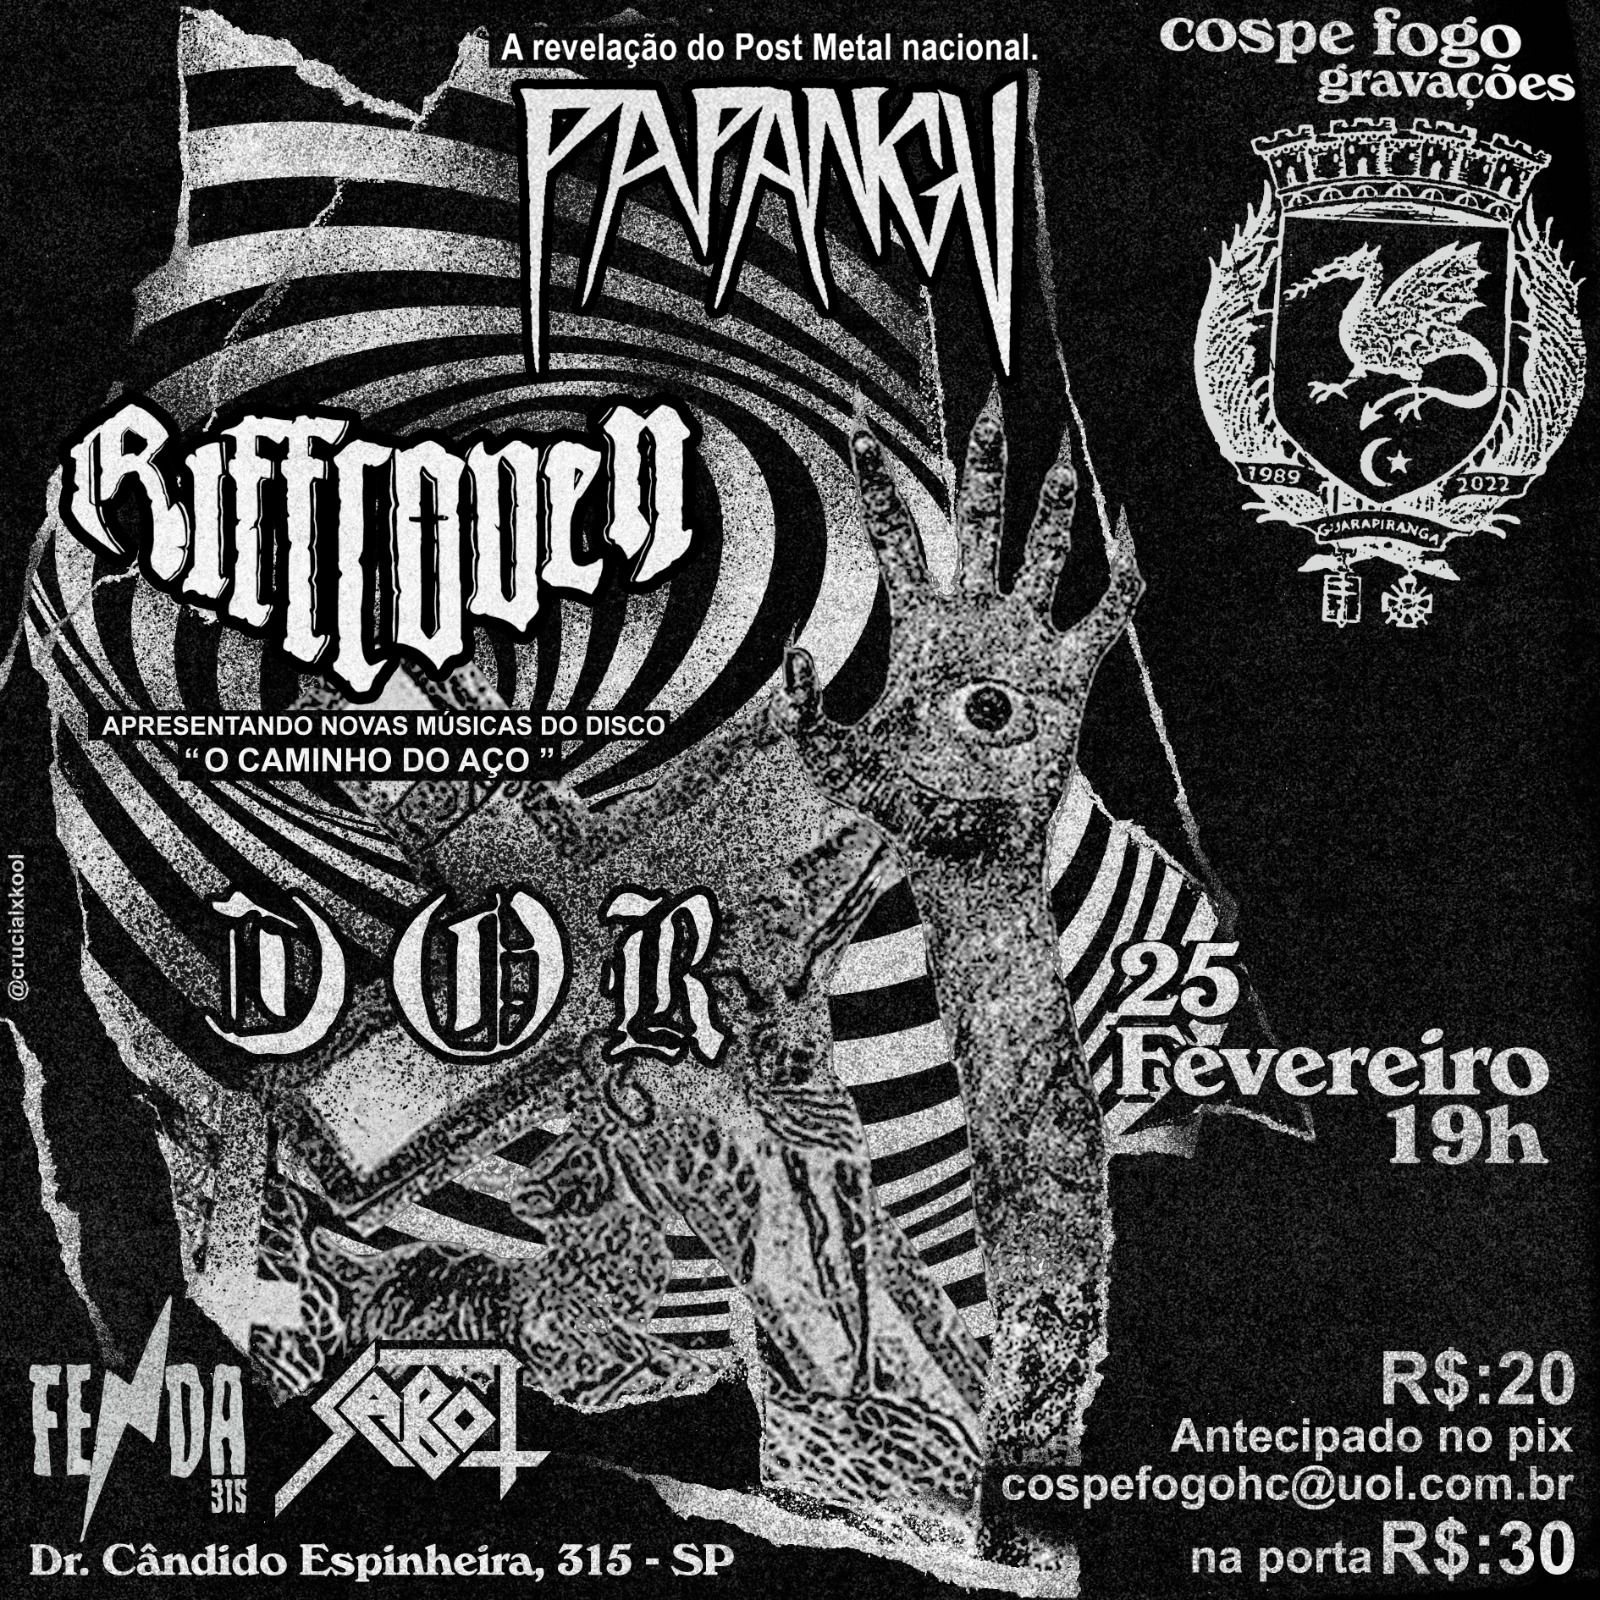 A revelação do Post Metal nacional.
PAPANGU
cospe fogo
gravações
1989
2022
GUARAPIRANGA
Riffcoven
APRESENTANDO NOVAS MÚSICAS DO DISCO
“ O CAMINHO DO AÇO ”
DOR
@crucialxkool
25
Fevereiro
19h
FENDA
315
SABOT
Dr. Cândido Espinheira, 315 - SP
R$:20
Antecipado no pix
cospefogohc@uol.com.br
na porta R$:30